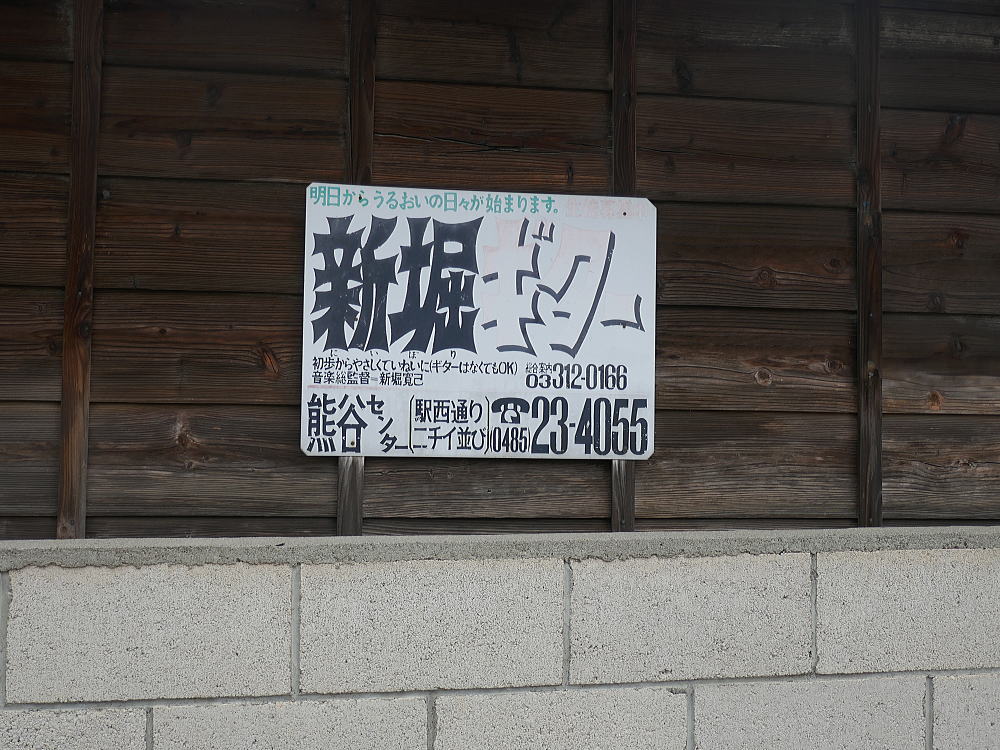 明日からうるおいの日々が始まります。
新堀ギター
にいぼり
初歩からやさしくていねいに(ギターはなくてもOK)
音楽総監督=新堀寛己
総合案内
03312-0166
熊谷センター
(駅西通り
ニチイ並び)
☎(0485)23-4055